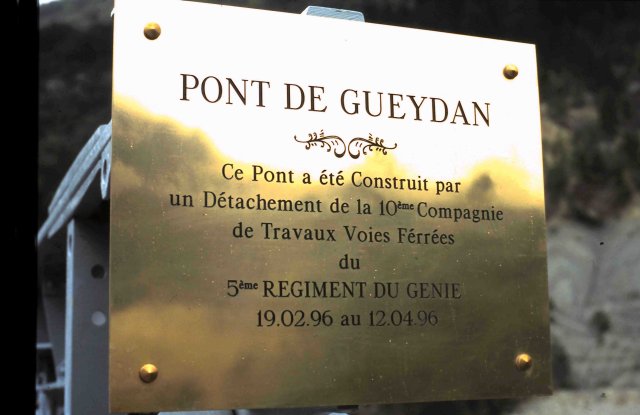 PONT DE GUEYDAN
Ce Pont a été Construit par
un Détachement de la 10ème Compagnie
de Travaux Voies Férrées
du
5ème REGIMENT DU GENIE
19.02.96 au 12.04.96